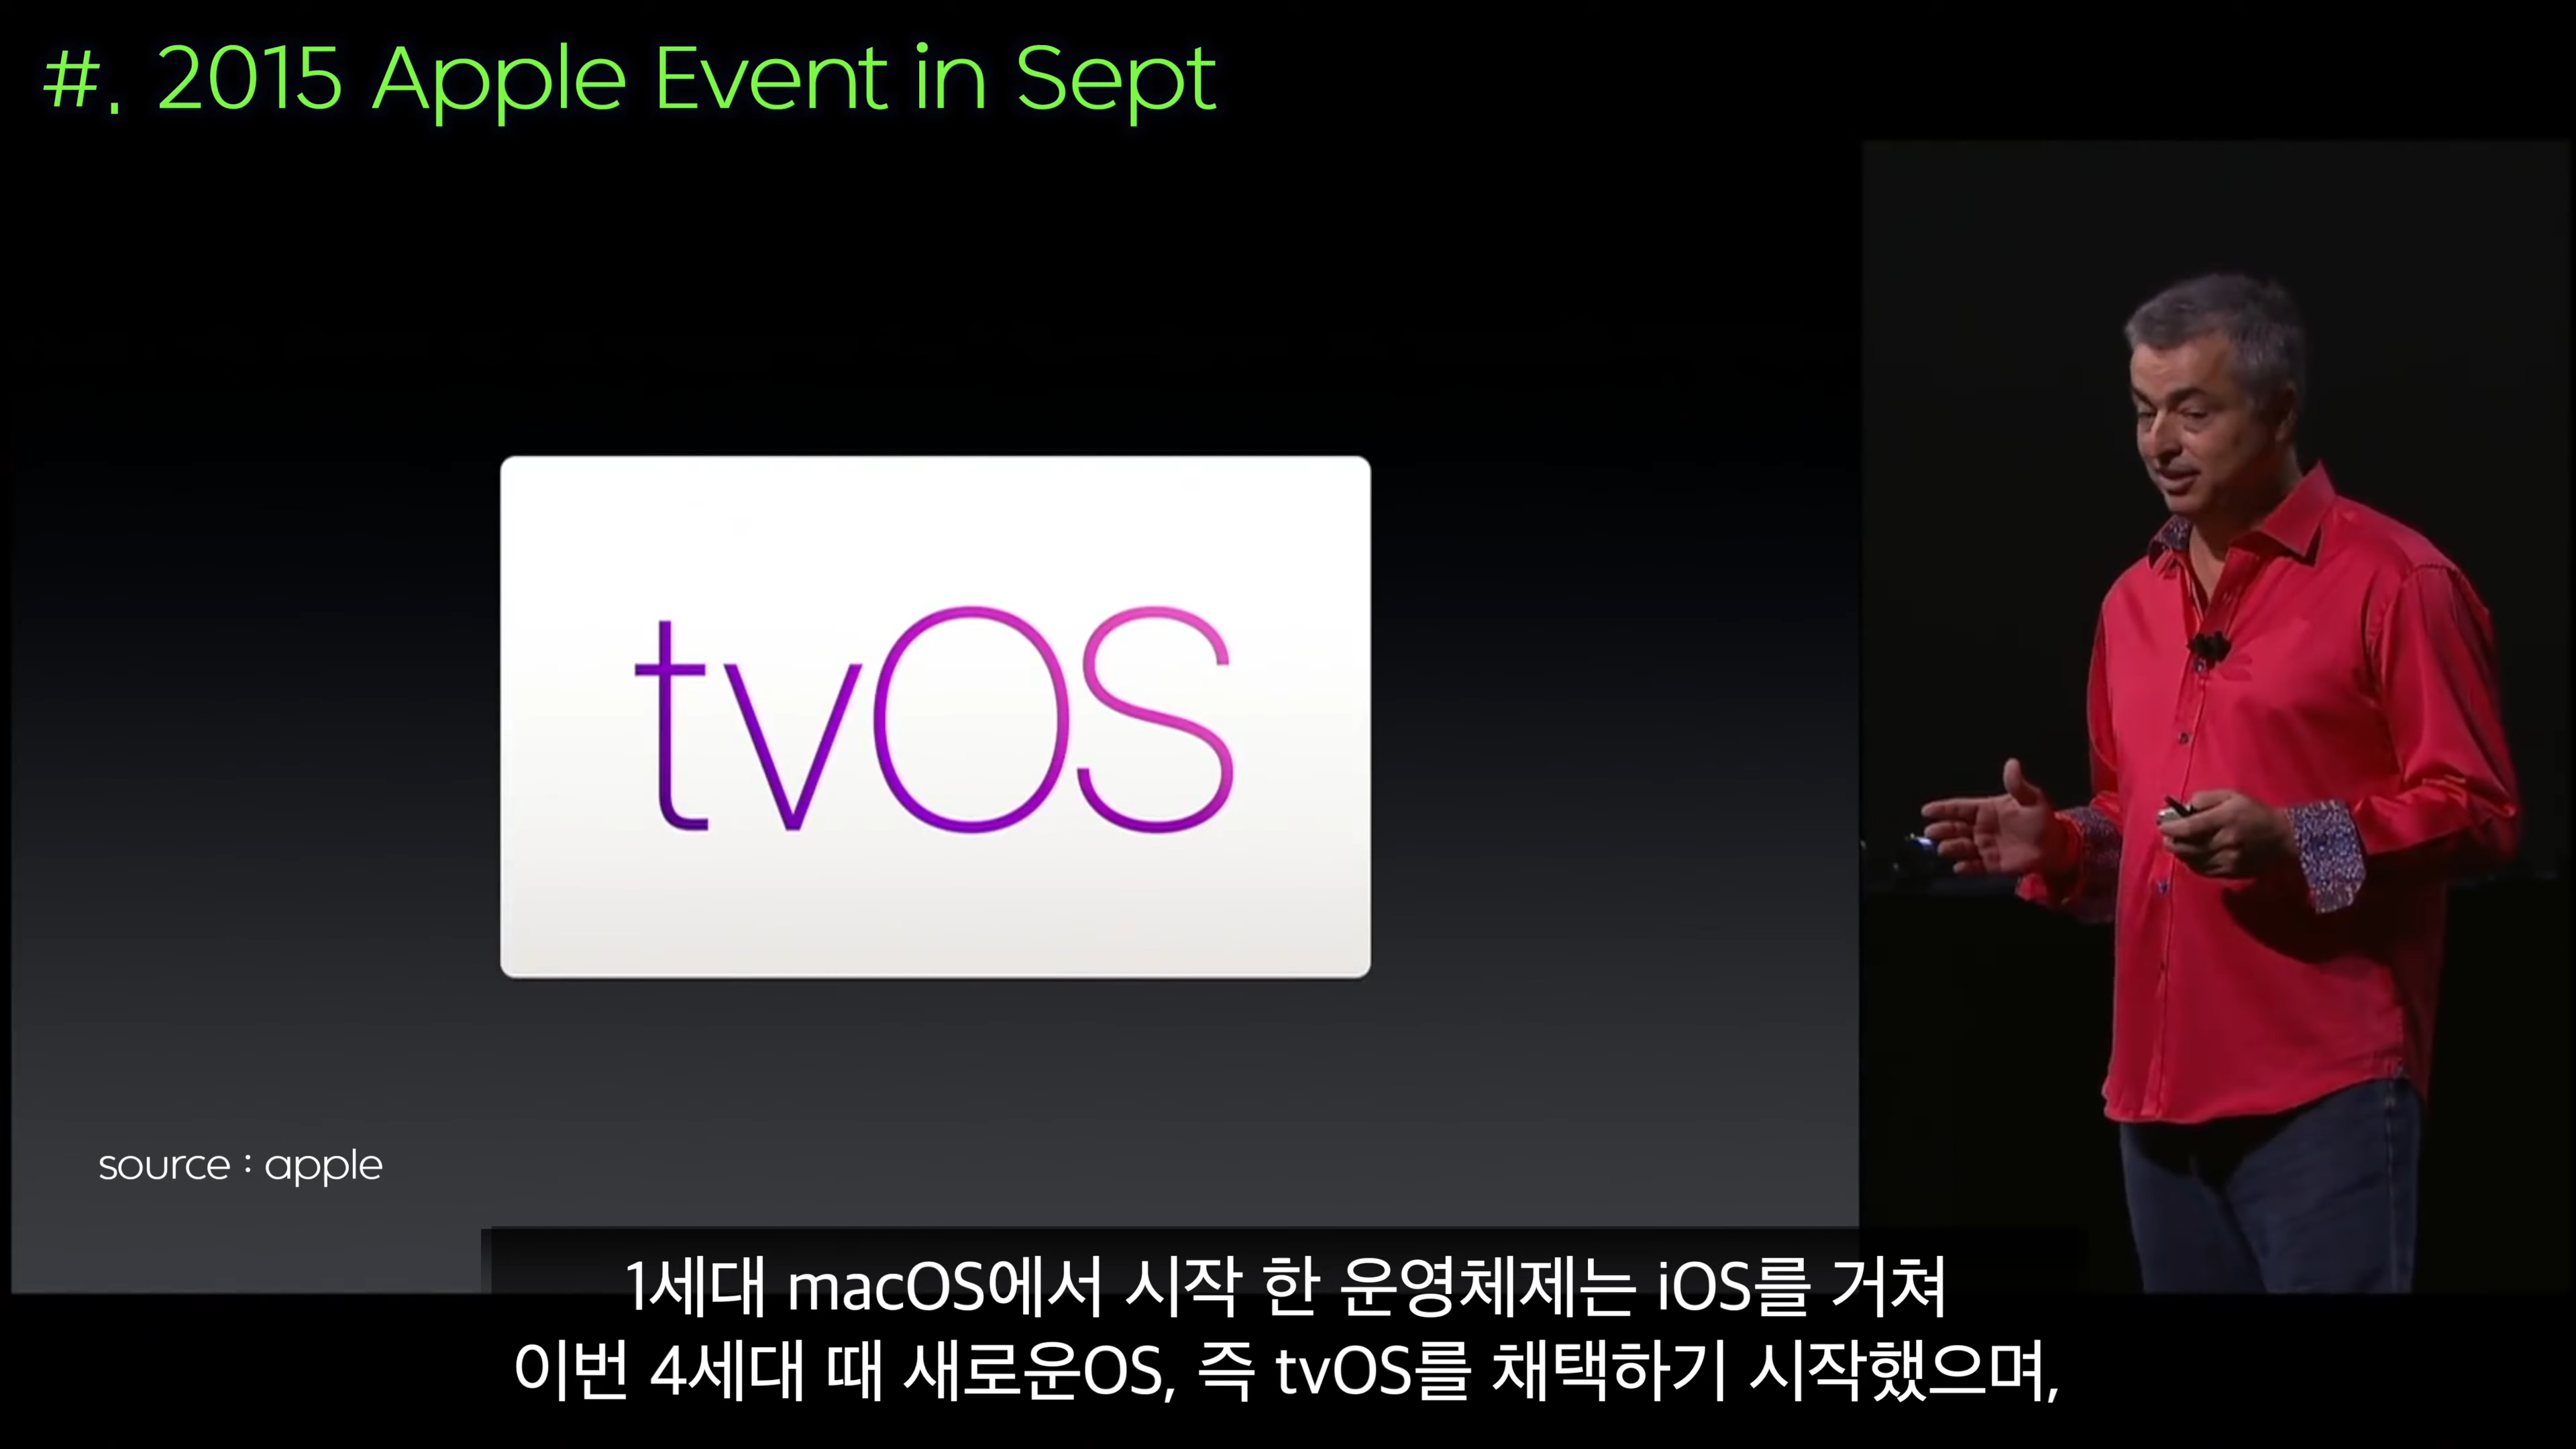 #. 2015 Apple Event in Sept
tvOS
source : apple
1세대 macOS에서 시작 한 운영체제는 iOS를 거쳐
이번 4세대 때 새로운OS, 즉 tvOS를 채택하기 시작했으며,